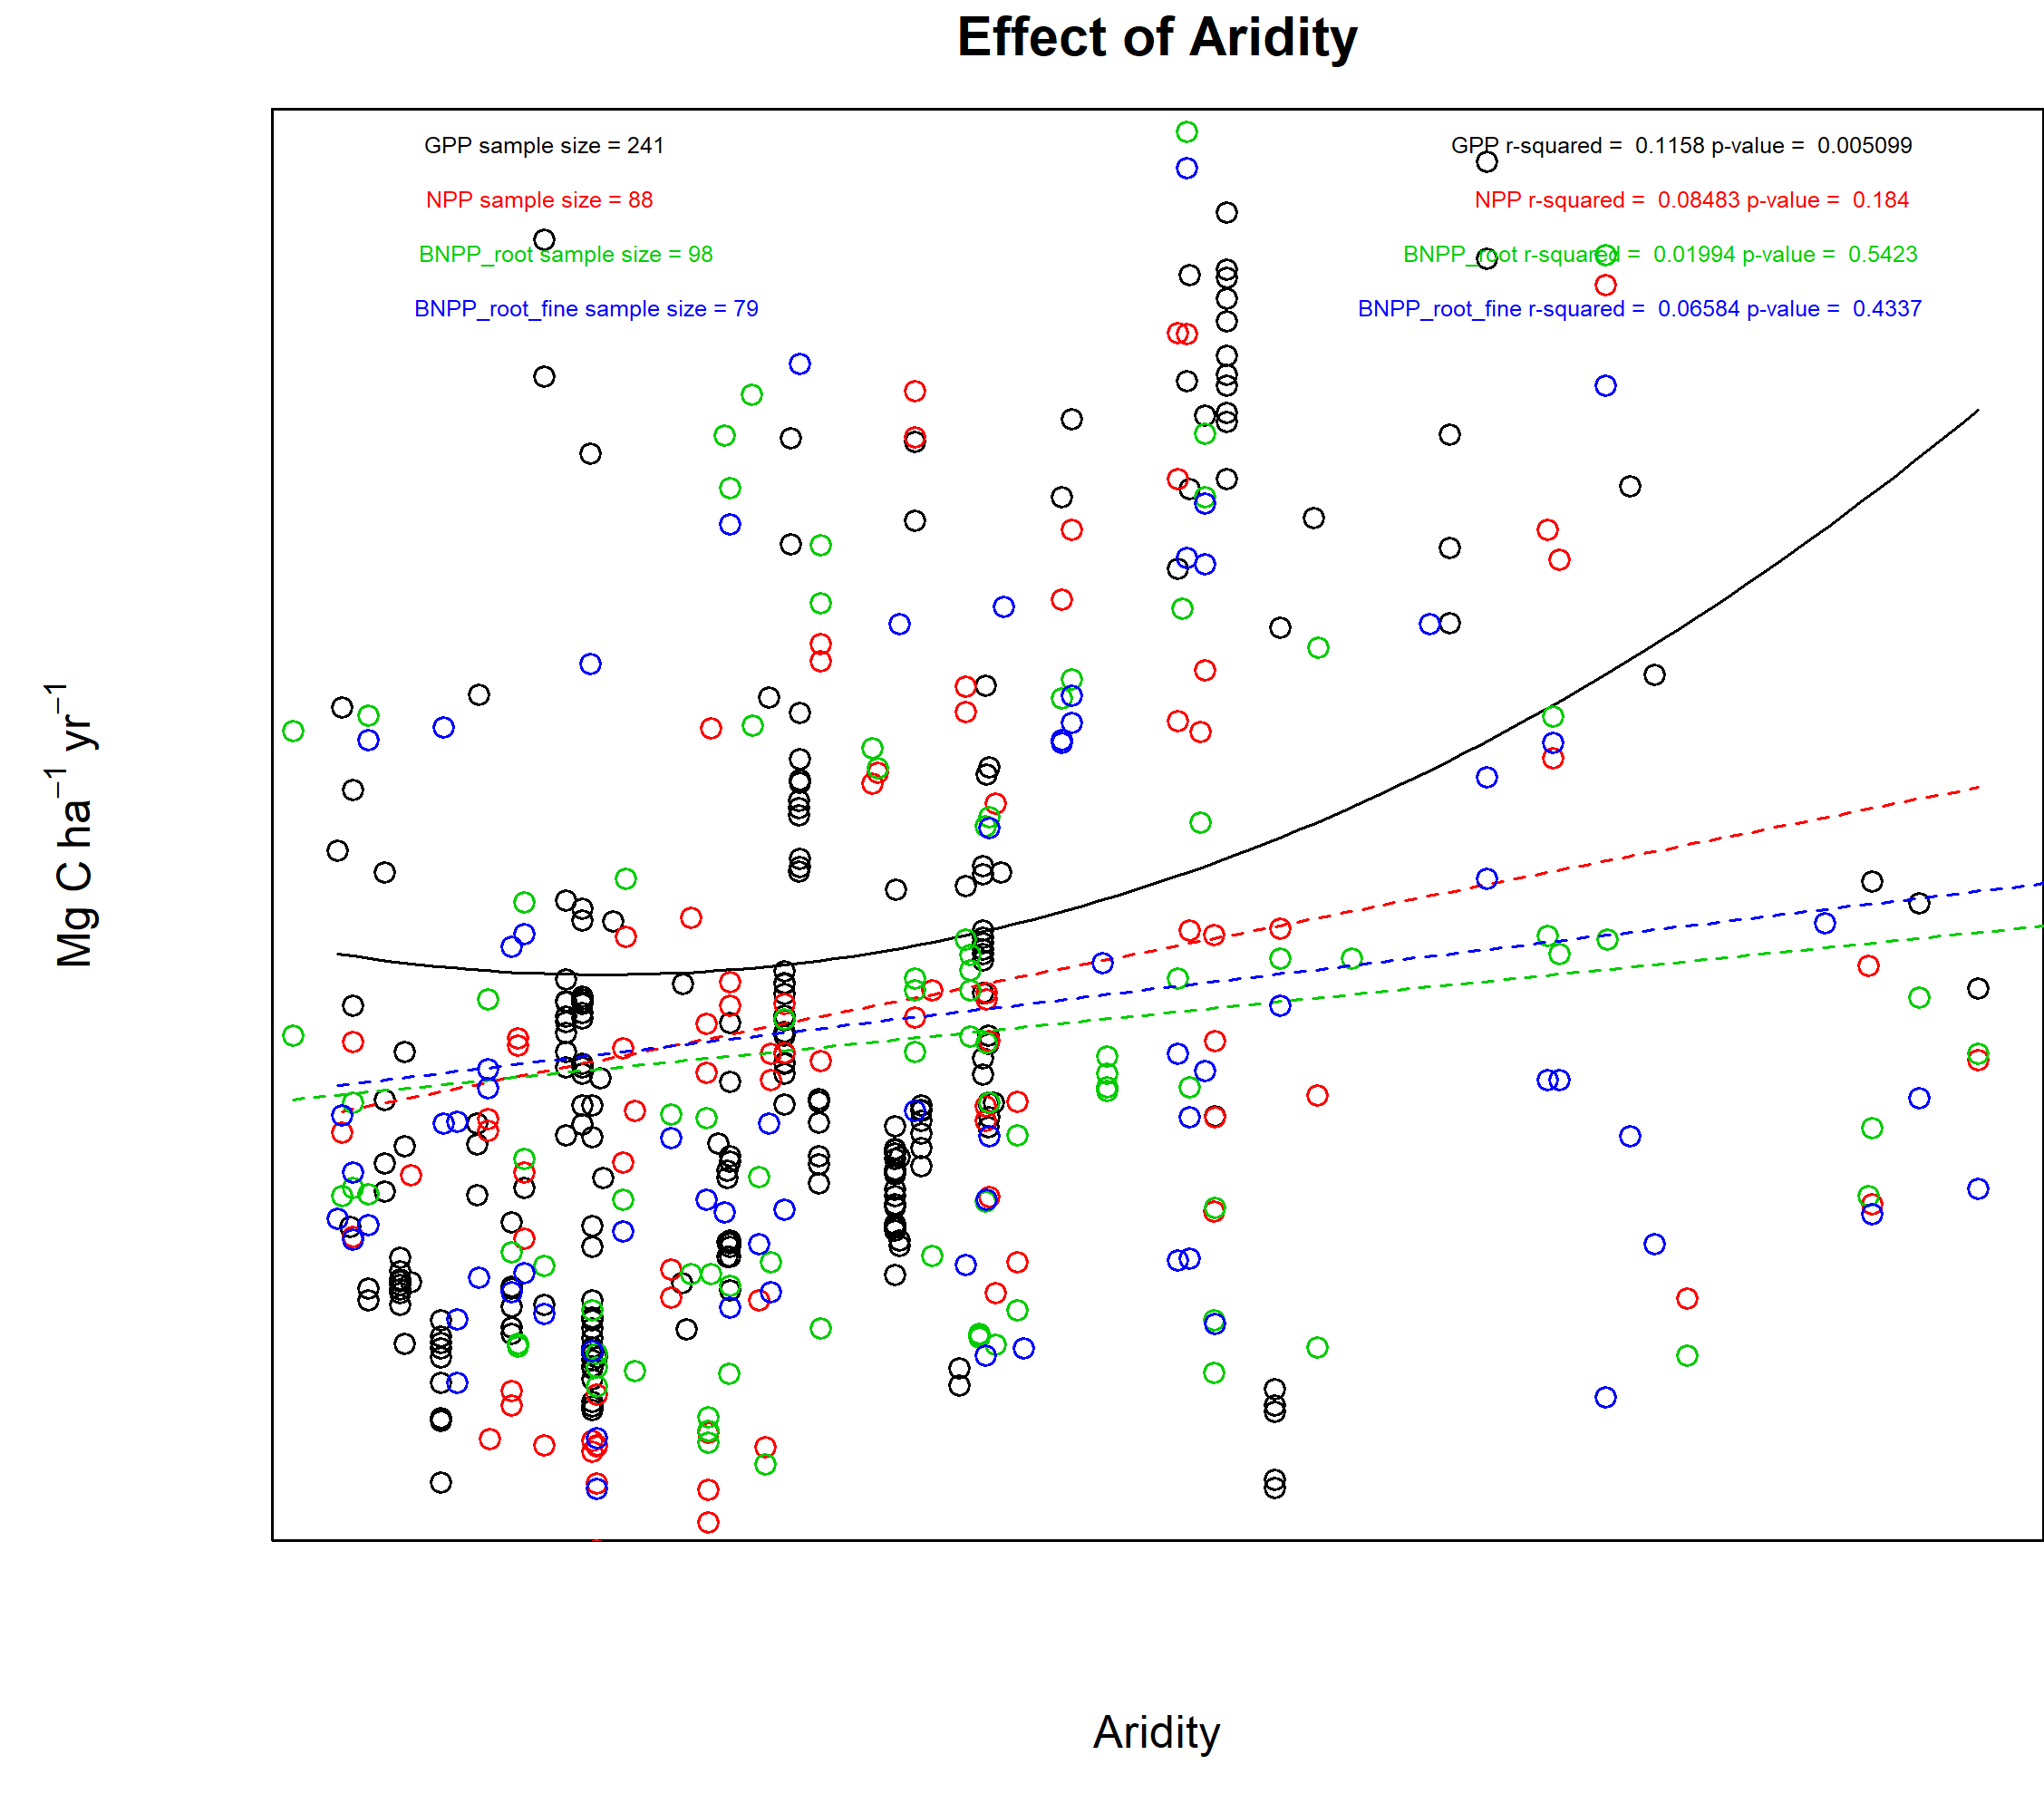 Effect of Aridity
GPP sample size = 241
NPP sample size = 88
BNPP_root sample size = 98
BNPP_root_fine sample size = 79
GPP r-squared = 0.1158 p-value = 0.005099
NPP r-squared = 0.08483 p-value = 0.184
BNPP_root r-squared = 0.01994 p-value = 0.5423
BNPP_root_fine r-squared = 0.06584 p-value = 0.4337
Mg C ha⁻¹ yr⁻¹
Aridity